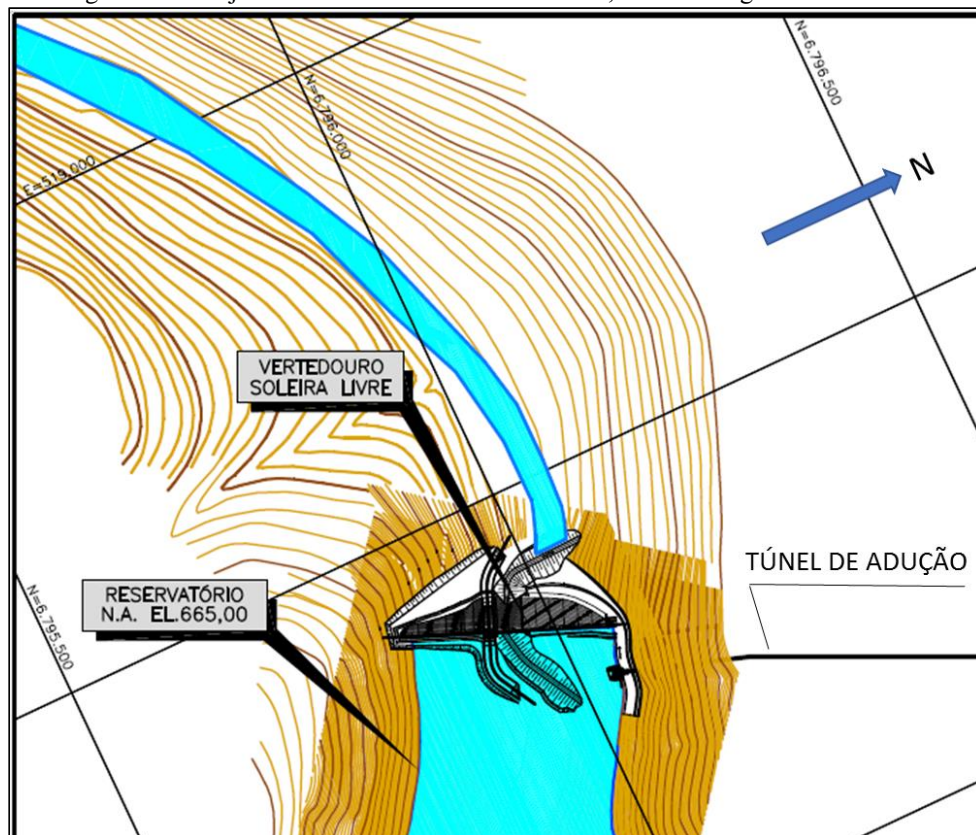 N=6.796.000
N=6.796.500
E=519.000
N
VERTEDOURO
SOLEIRA LIVRE
TÚNEL DE ADUÇÃO
RESERVATÓRIO
N.A. EL.665,00
N=6.795.500